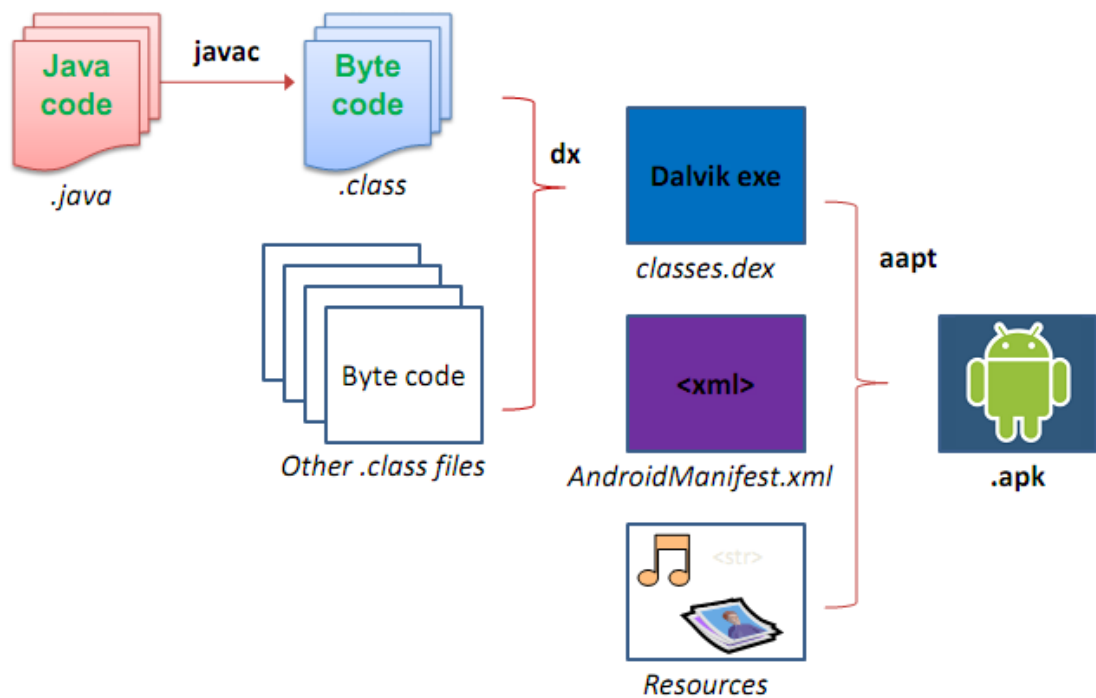 Java
code
.java
javac
Byte
code
.class
Byte code
Other .class files
dx
Dalvik exe
classes.dex
<xml>
AndroidManifest.xml
<str>
Resources
aapt
.apk